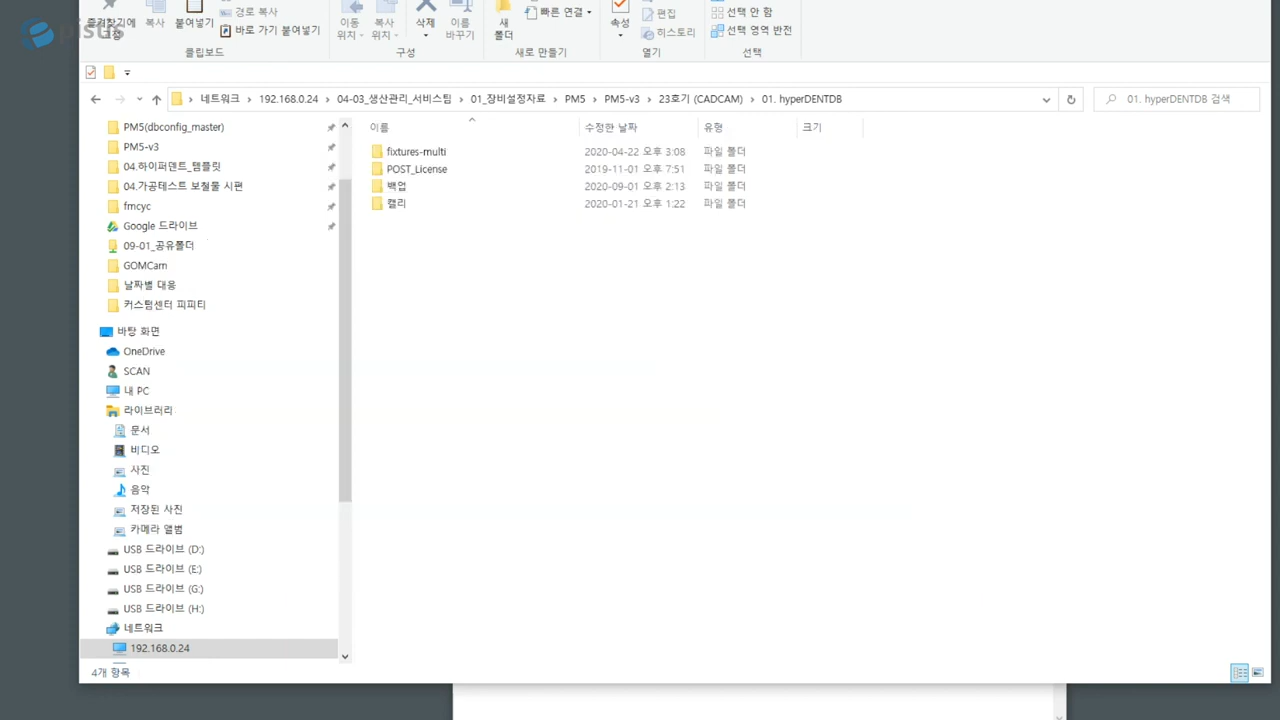 즐겨찾기에
고정
복사
붙여넣기
경로 복사
바로 가기 붙여넣기
클립보드
이동
위치
복사
위치
삭제
이름
바꾸기
구성
새
폴더
빠른 연결
새로 만들기
속성
편집
히스토리
열기
선택 안 함
선택 영역 반전
선택
pisus
네트워크 > 192.168.0.24 > 04-03_생산관리_서비스팀 > 01_장비설정자료 > PM5 > PM5-v3 > 23호기 (CADCAM) > 01. hyperDENTDB
01. hyperDENTDB 검색
PM5(dbconfig_master)
PM5-v3
04.하이퍼덴트_템플릿
04.가공테스트 보철물 시편
fmcyc
Google 드라이브
09-01_공유폴더
GOMCam
날짜별 대응
커스텀센터 피피티
바탕 화면
OneDrive
SCAN
내 PC
라이브러리
문서
비디오
사진
음악
저장된 사진
카메라 앨범
USB 드라이브 (D:)
USB 드라이브 (E:)
USB 드라이브 (G:)
USB 드라이브 (H:)
네트워크
192.168.0.24
이름 수정한 날짜 유형 크기
fixtures-multi 2020-04-22 오후 3:08 파일 폴더
POST_License 2019-11-01 오후 7:51 파일 폴더
백업 2020-09-01 오후 2:13 파일 폴더
캘리 2020-01-21 오후 1:22 파일 폴더
4개 항목